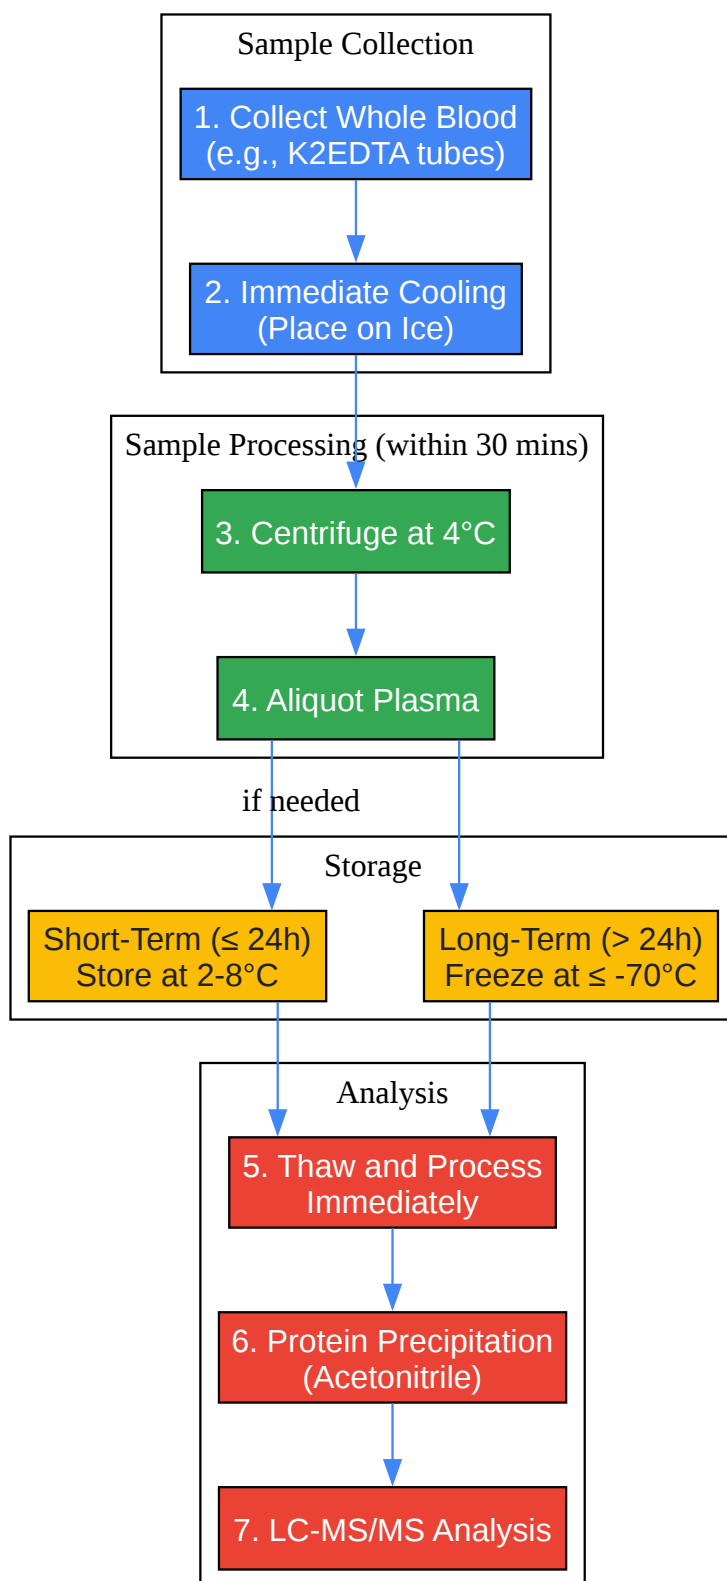 Sample Collection
1. Collect Whole Blood
(e.g., K2EDTA tubes)
2. Immediate Cooling
(Place on Ice)
Sample Processing (within 30 mins)
3. Centrifuge at 4°C
4. Aliquot Plasma
if needed
Storage
Short-Term (≤ 24h)
Store at 2-8°C
Long-Term (> 24h)
Freeze at ≤ -70°C
Analysis
5. Thaw and Process
Immediately
6. Protein Precipitation
(Acetonitrile)
7. LC-MS/MS Analysis